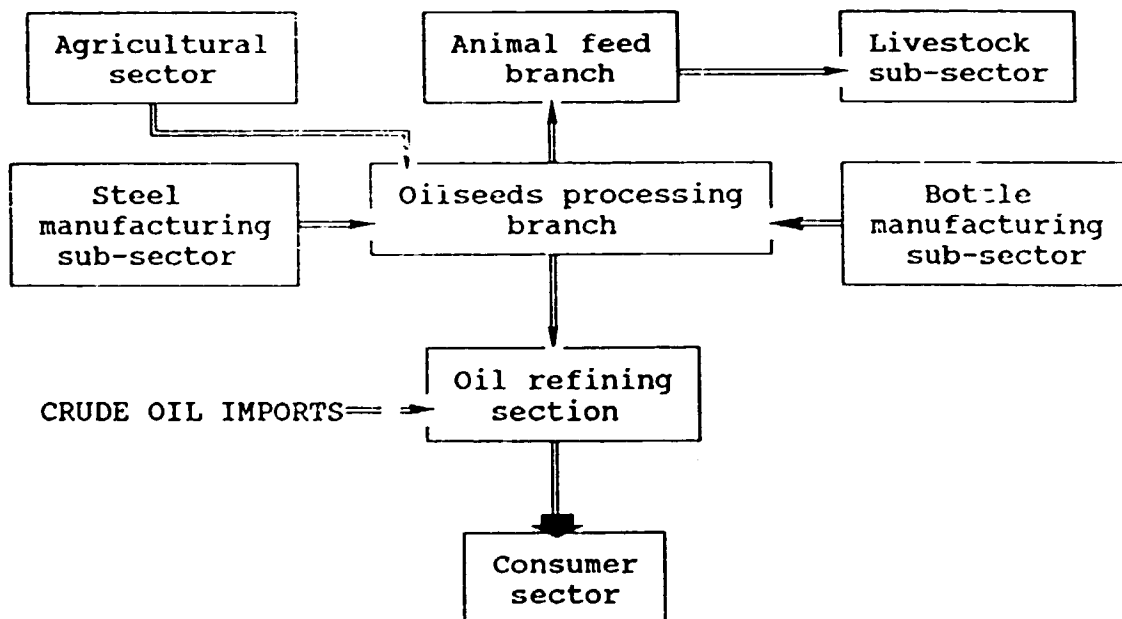 Agricultural
sector
Animal feed
branch
Livestock
sub-sector
Steel
manufacturing
sub-sector
Oilseeds processing
branch
Bottle
manufacturing
sub-sector
Oil refining
section
CRUDE OIL IMPORTS
Consumer
sector